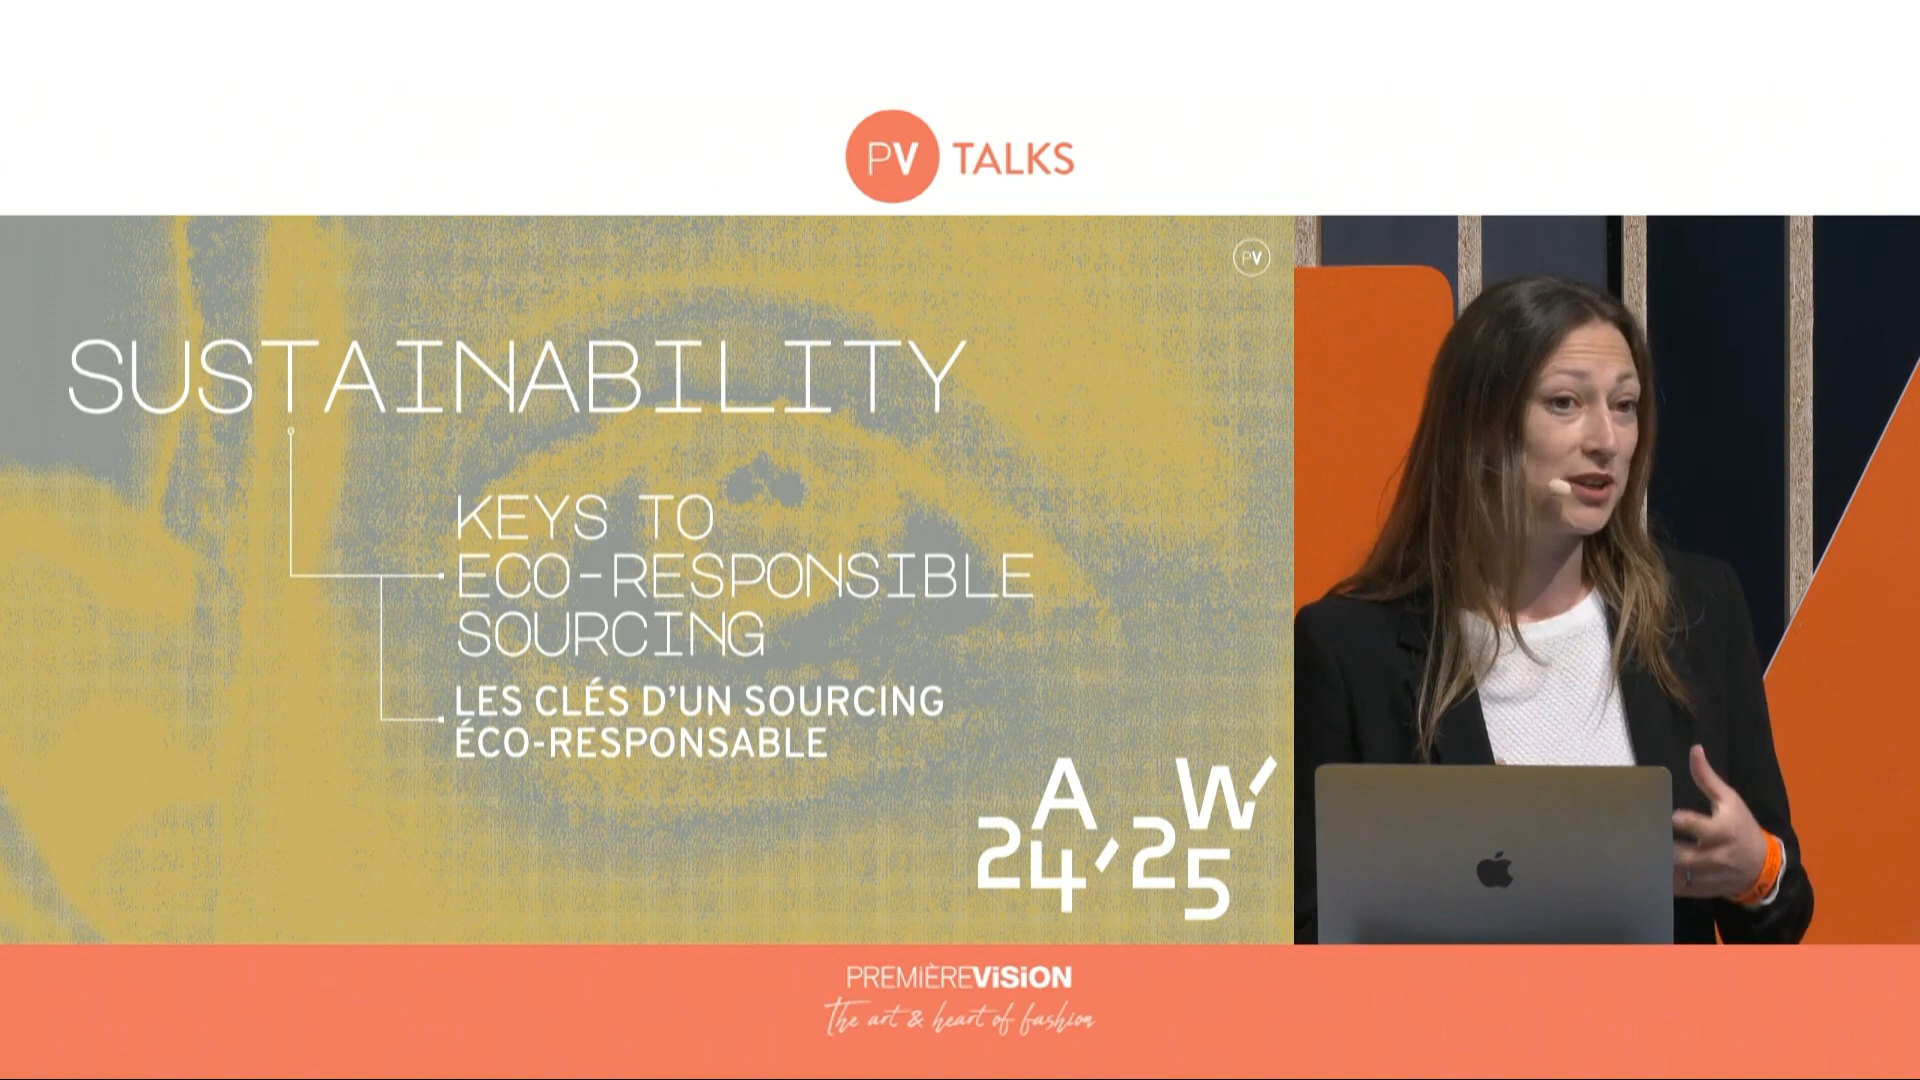 PV TALKS
PV
SUSTAINABILITY
KEYS TO
ECO-RESPONSIBLE
SOURCING
LES CLÉS D'UN SOURCING
ÉCO-RESPONSABLE
A W
24 25
PREMIÈREVISION
The art & heart of fashion